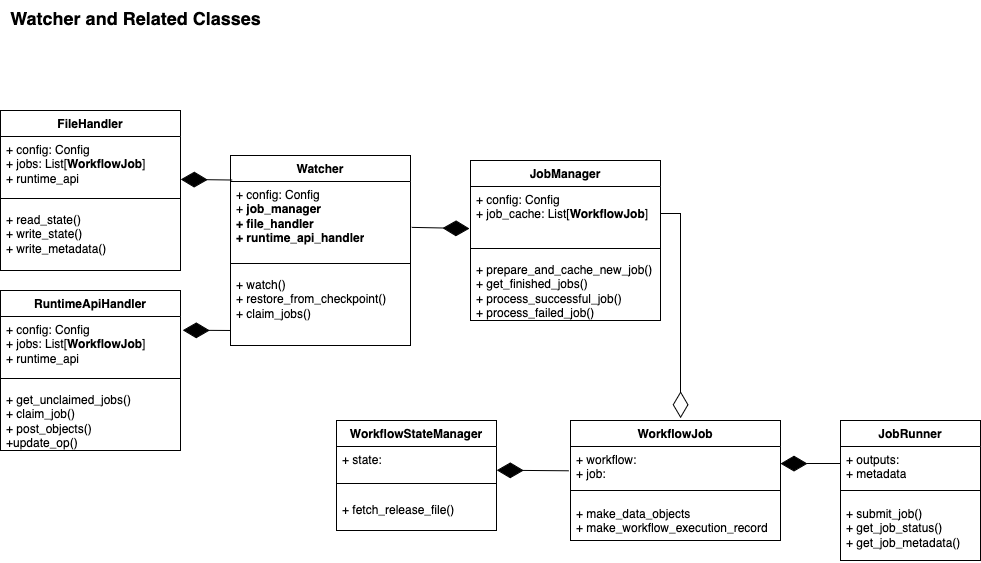 Watcher and Related Classes
FileHandler
+ config: Config
+ jobs: List[WorkflowJob]
+ runtime_api
+ read_state()
+ write_state()
+ write_metadata()
Watcher
+ config: Config
+ job_manager
+ file_handler
+ runtime_api_handler
+ watch()
+ restore_from_checkpoint()
+ claim_jobs()
JobManager
+ config: Config
+ job_cache: List[WorkflowJob]
+ prepare_and_cache_new_job()
+ get_finished_jobs()
+ process_successful_job()
+ process_failed_job()
RuntimeApiHandler
+ config: Config
+ jobs: List[WorkflowJob]
+ runtime_api
+ get_unclaimed_jobs()
+ claim_job()
+ post_objects()
+update_op()
WorkflowStateManager
+ state:
+ fetch_release_file()
WorkflowJob
+ workflow:
+ job:
+ make_data_objects
+ make_workflow_execution_record
JobRunner
+ outputs:
+ metadata
+ submit_job()
+ get_job_status()
+ get_job_metadata()